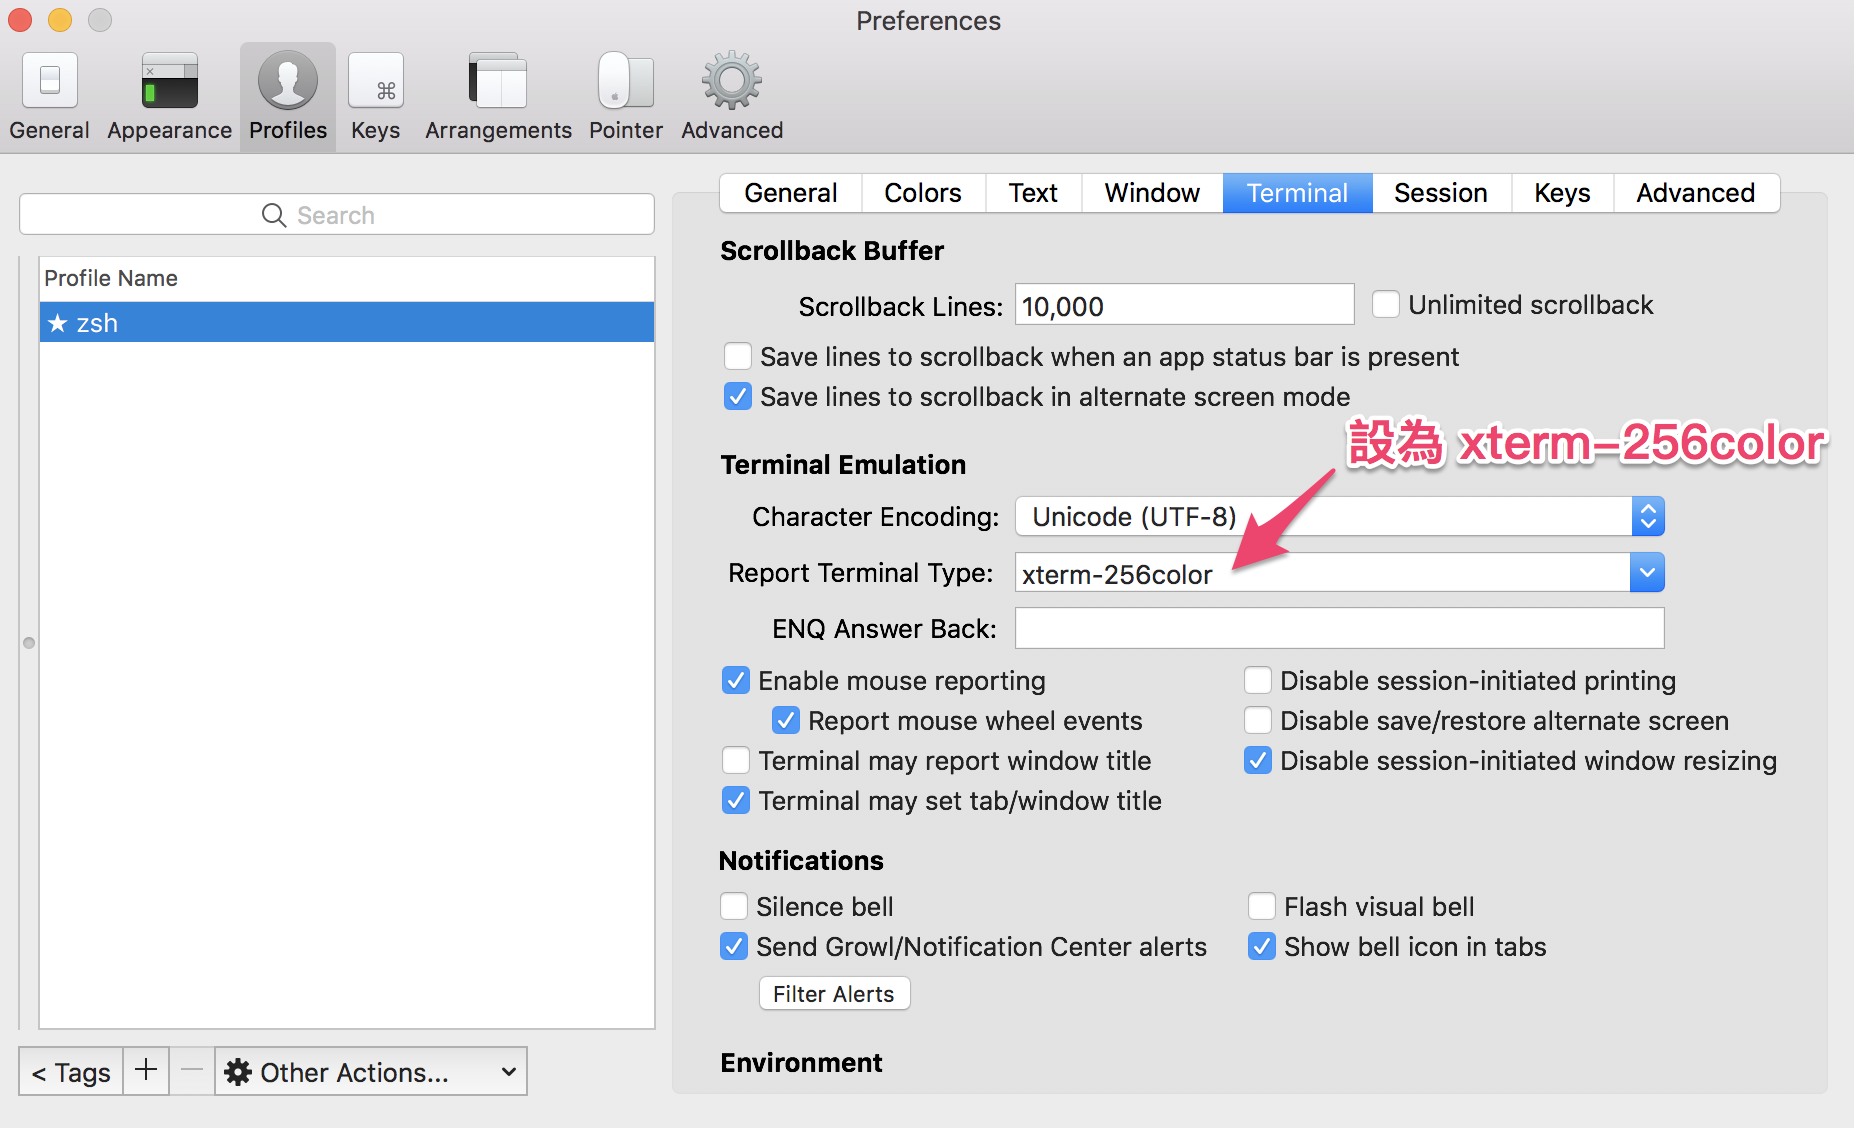 Preferences
General Appearance Profiles Keys Arrangements Pointer Advanced
Search
Profile Name
★ zsh
< Tags + − Other Actions...
General Colors Text Window Terminal Session Keys Advanced
Scrollback Buffer
Scrollback Lines: 10,000 Unlimited scrollback
Save lines to scrollback when an app status bar is present
Save lines to scrollback in alternate screen mode
設為 xterm-256color
Terminal Emulation
Character Encoding: Unicode (UTF-8)
Report Terminal Type: xterm-256color
ENQ Answer Back:
Enable mouse reporting Disable session-initiated printing
Report mouse wheel events Disable save/restore alternate screen
Terminal may report window title Disable session-initiated window resizing
Terminal may set tab/window title
Notifications
Silence bell Flash visual bell
Send Growl/Notification Center alerts Show bell icon in tabs
Filter Alerts
Environment